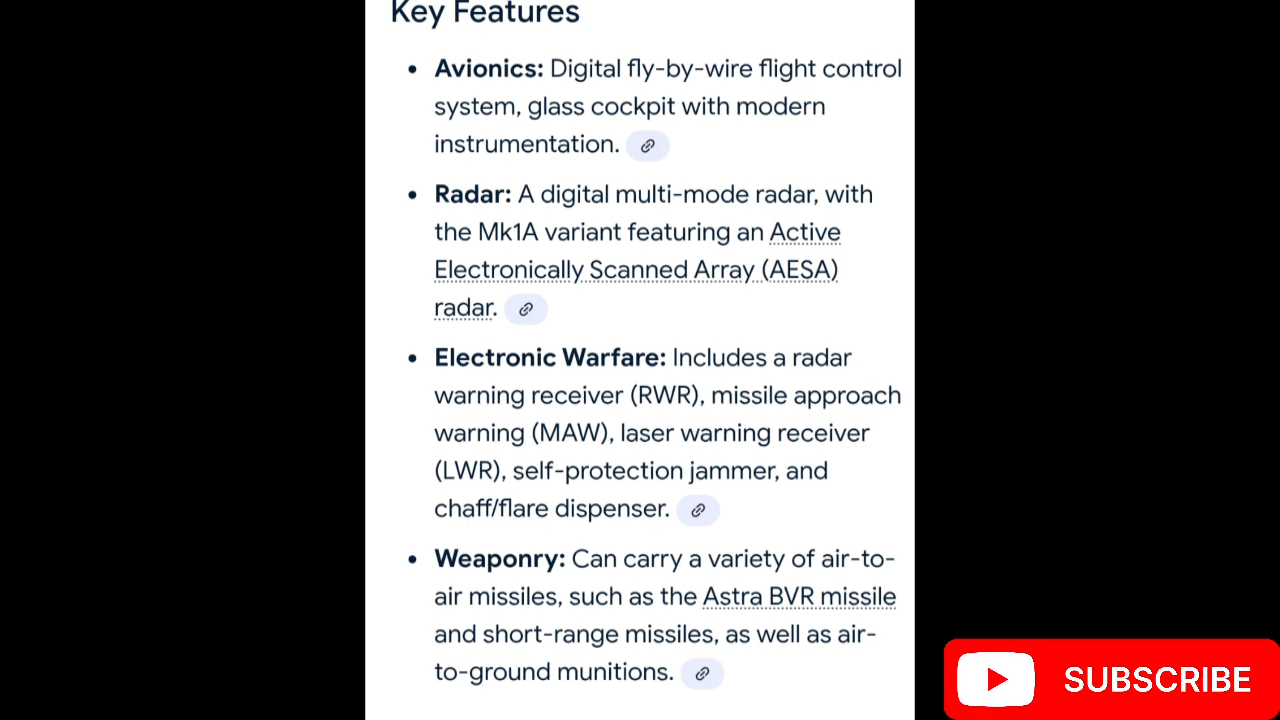 Key Features
Avionics: Digital fly-by-wire flight control
system, glass cockpit with modern
instrumentation.
Radar: A digital multi-mode radar, with
the Mk1A variant featuring an Active
Electronically Scanned Array (AESA)
radar.
Electronic Warfare: Includes a radar
warning receiver (RWR), missile approach
warning (MAW), laser warning receiver
(LWR), self-protection jammer, and
chaff/flare dispenser.
Weaponry: Can carry a variety of air-to-
air missiles, such as the Astra BVR missile
and short-range missiles, as well as air-
to-ground munitions.
SUBSCRIBE